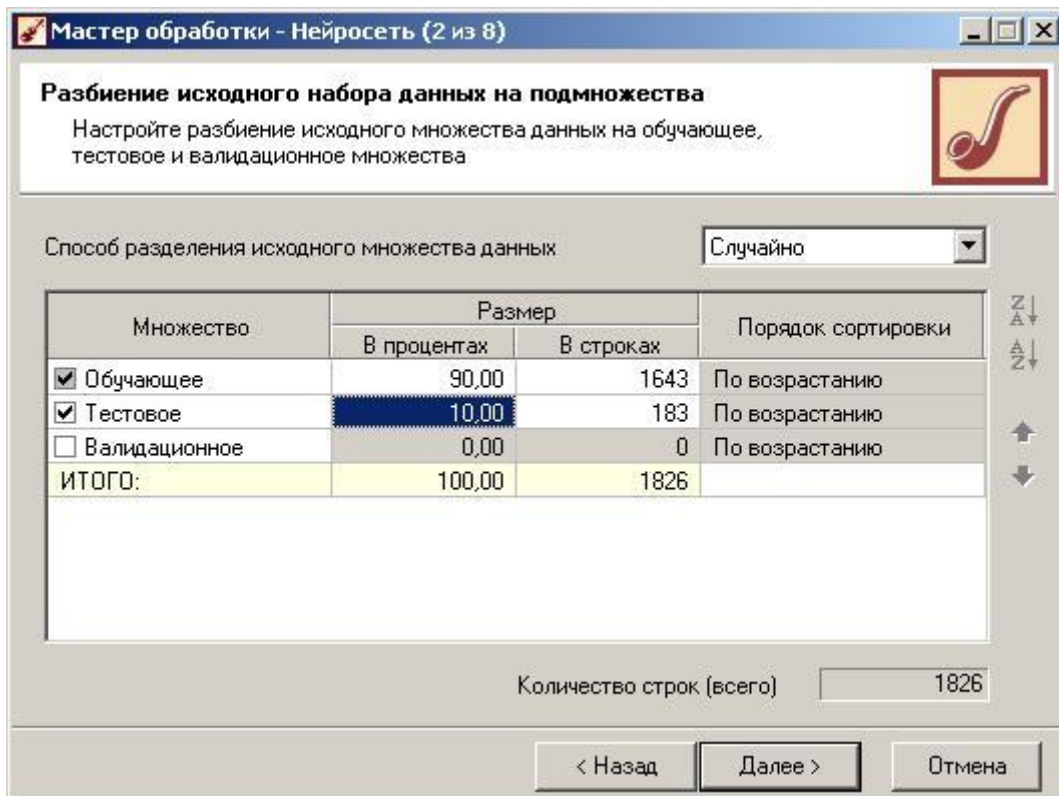 Мастер обработки - Нейросеть (2 из 8)
Разбиение исходного набора данных на подмножества
Настройте разбиение исходного множества данных на обучающее,
тестовое и валидационное множества
Способ разделения исходного множества данных Случайно
Множество Размер Порядок сортировки
В процентах В строках
Обучающее 90,00 1643 По возрастанию
Тестовое 10,00 183 По возрастанию
Валидационное 0,00 0 По возрастанию
ИТОГО: 100,00 1826
Количество строк (всего) 1826
< Назад Далее > Отмена